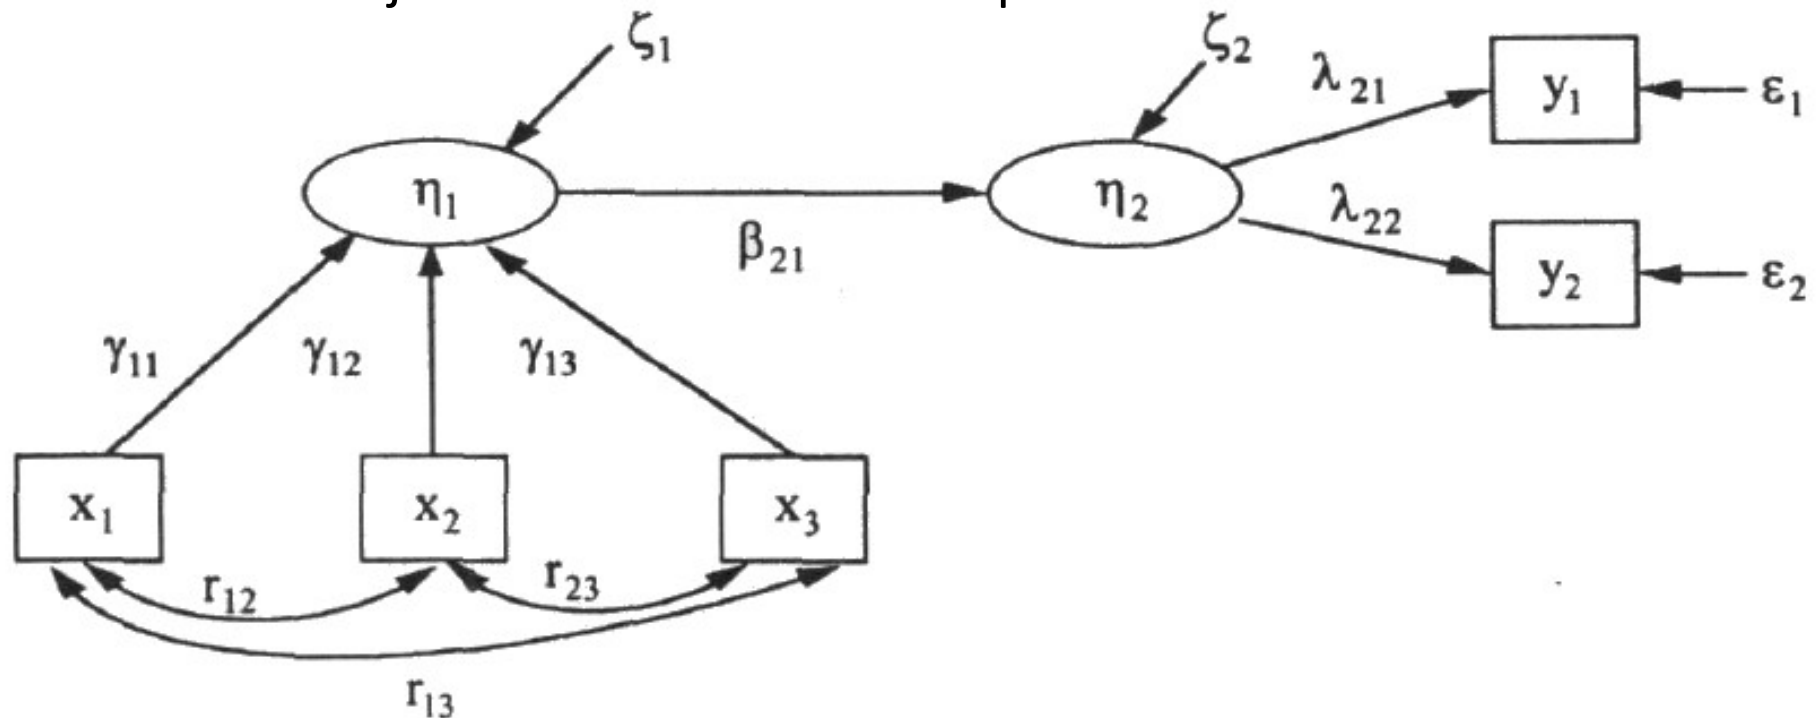 ζ1 ζ2
λ21 y1 ε1
η1 η2
β21 λ22 y2 ε2
γ11 γ12 γ13
x1 x2 x3
r12 r23
r13